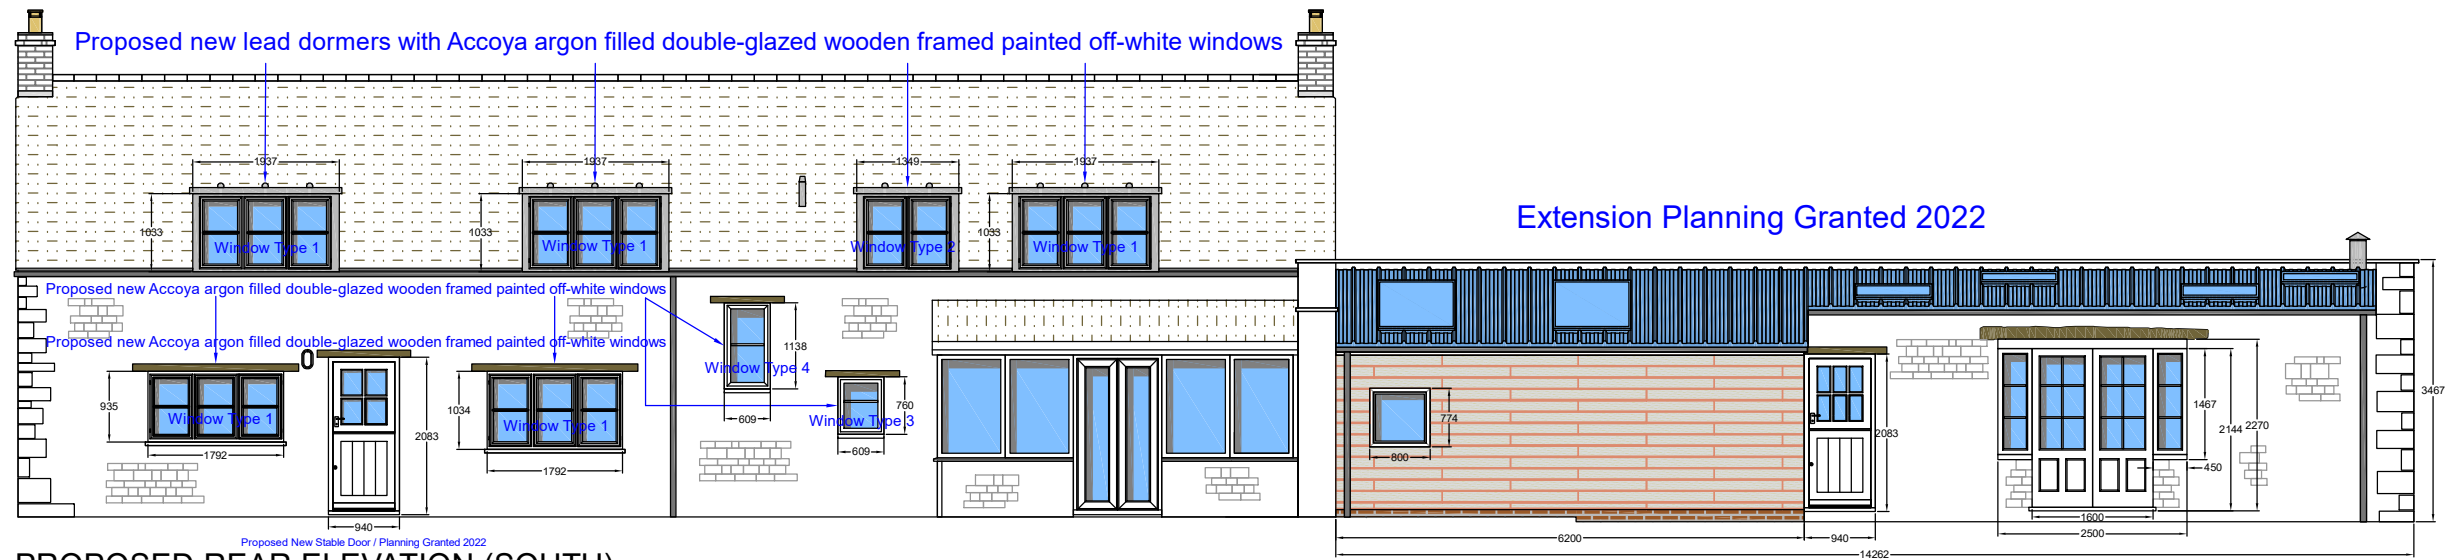 Proposed new lead dormers with Accoya argon filled double-glazed wooden framed painted off-white windows
1937
1937
1349
1937
Extension Planning Granted 2022
1033
1033
1033
Window Type 1
Window Type 1
Window Type 2
Window Type 1
Proposed new Accoya argon filled double-glazed wooden framed painted off-white windows
Proposed new Accoya argon filled double-glazed wooden framed painted off-white windows
1138
Window Type 4
935
1034
609
760
Window Type 1
Window Type 1
Window Type 3
2083
609
1792
1792
940
774
800
2083
1467
2144
2270
450
3467
1600
2500
6200
940
14262
Proposed New Stable Door / Planning Granted 2022
PROPOSED REAR ELEVATION (SOUTH)